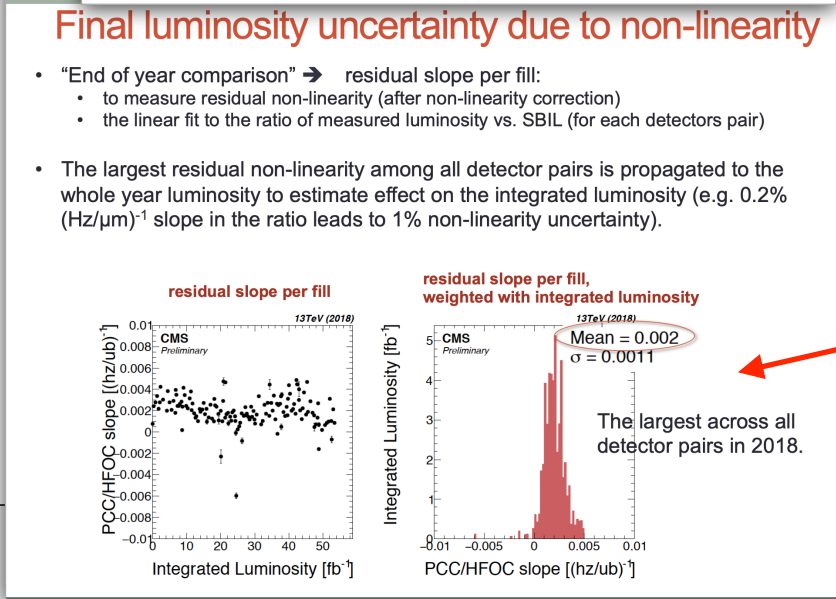 Final luminosity uncertainty due to non-linearity
• “End of year comparison” ➔ residual slope per fill:
• to measure residual non-linearity (after non-linearity correction)
• the linear fit to the ratio of measured luminosity vs. SBIL (for each detectors pair)
• The largest residual non-linearity among all detector pairs is propagated to the
whole year luminosity to estimate effect on the integrated luminosity (e.g. 0.2%
(Hz/µm)⁻¹ slope in the ratio leads to 1% non-linearity uncertainty).
residual slope per fill
13TeV (2018)
CMS
Preliminary
PCC/HFOC slope [(hz/ub)⁻¹]
0.01
0.008
0.006
0.004
0.002
0
−0.002
−0.004
−0.006
−0.008
−0.01
0 10 20 30 40 50
Integrated Luminosity [fb⁻¹]
residual slope per fill,
weighted with integrated luminosity
13TeV (2018)
CMS
Preliminary
Mean = 0.002
σ = 0.0011
The largest across all
detector pairs in 2018.
Integrated Luminosity [fb⁻¹]
5
4
3
2
1
0
−0.01 −0.005 0 0.005 0.01
PCC/HFOC slope [(hz/ub)⁻¹]